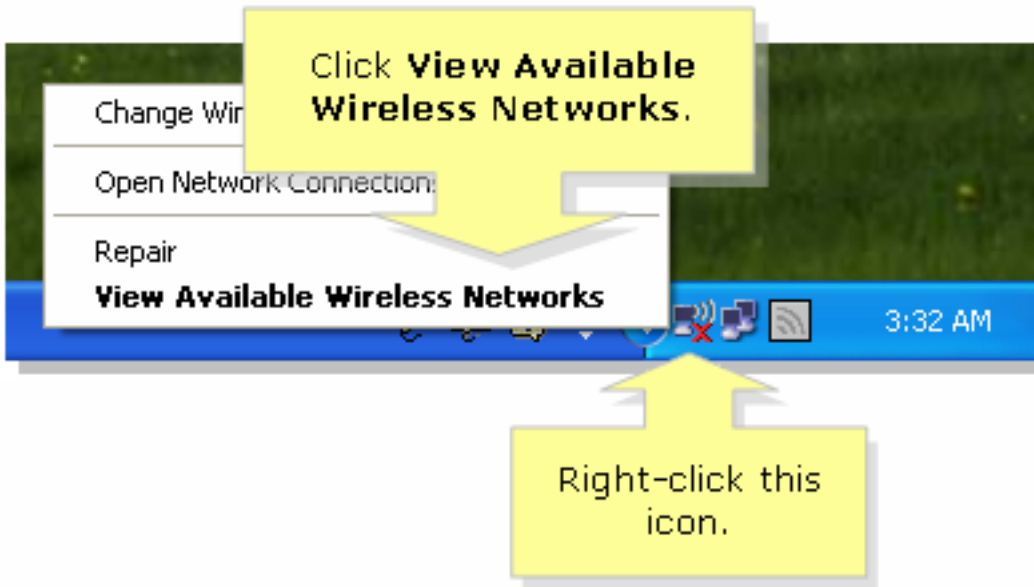 Click View Available
Wireless Networks.
Change Wir
Open Network Connection
Repair
View Available Wireless Networks
3:32 AM
Right-click this
icon.